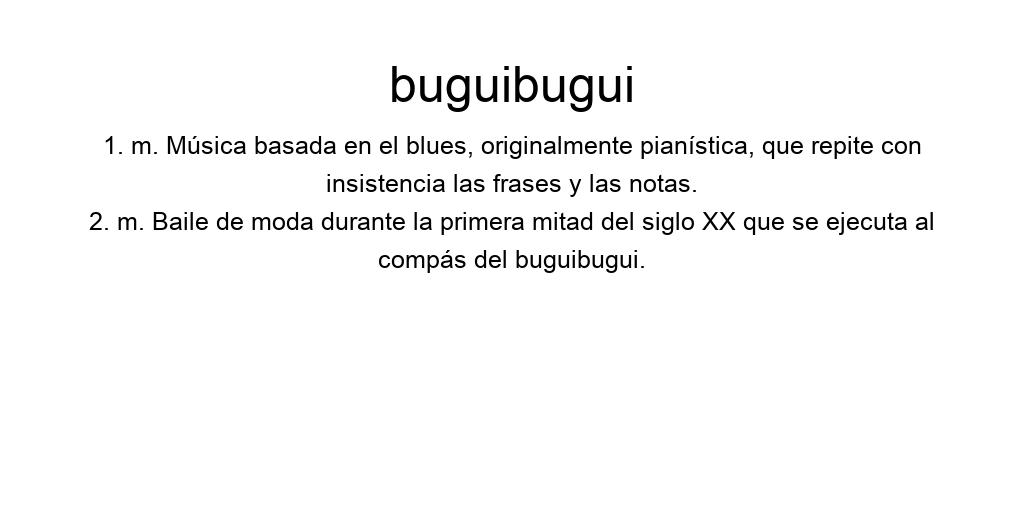 buguibugui
1. m. Música basada en el blues, originalmente pianística, que repite con
insistencia las frases y las notas.
2. m. Baile de moda durante la primera mitad del siglo XX que se ejecuta al
compás del buguibugui.